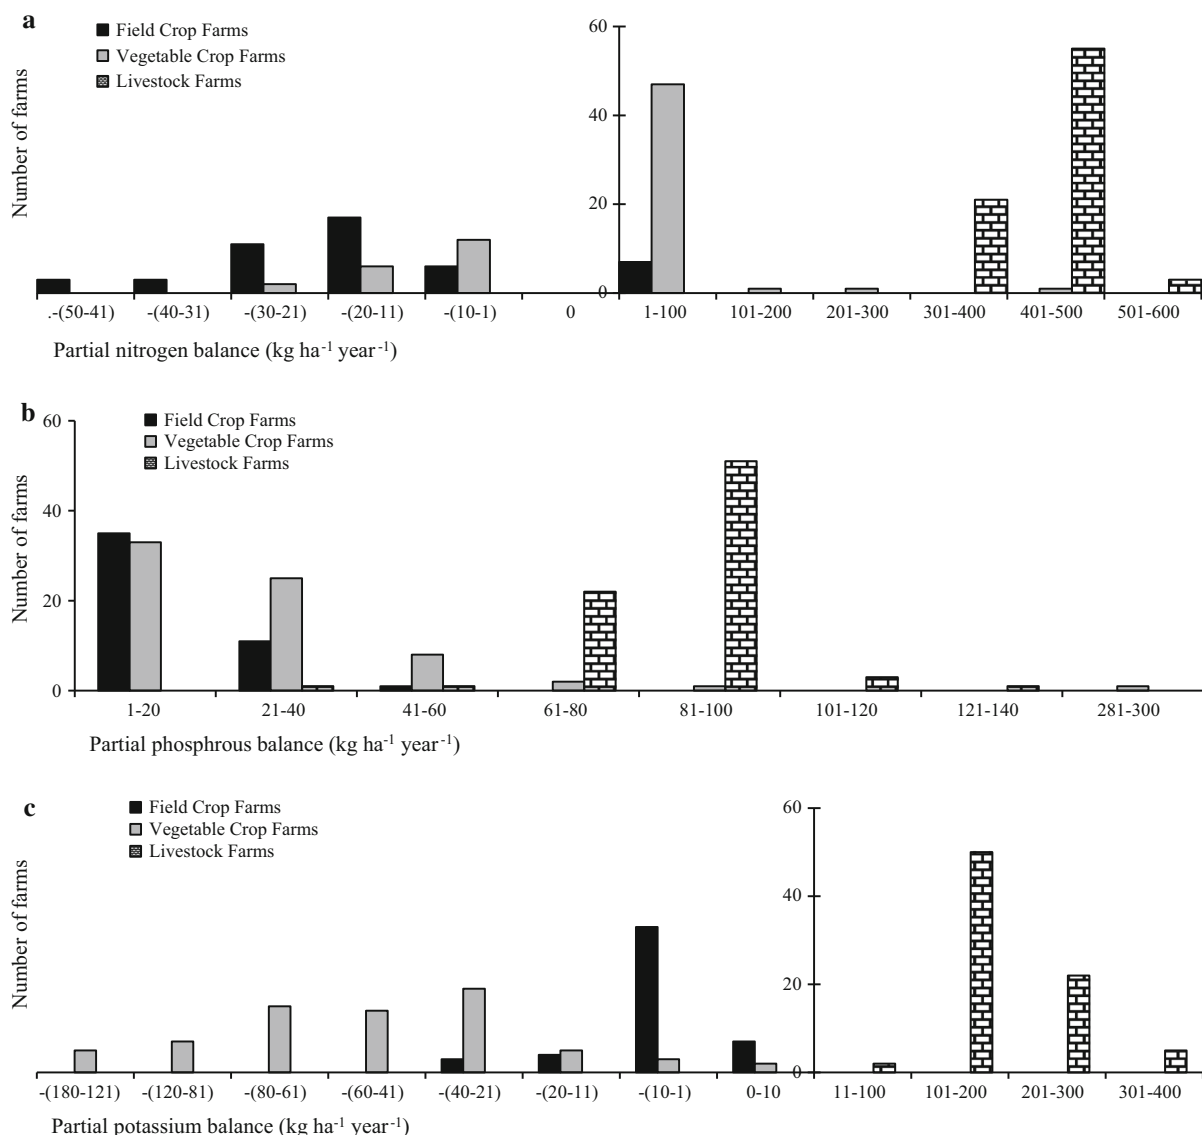 a
Field Crop Farms
Vegetable Crop Farms
Livestock Farms
Number of farms
60
40
20
0
.-(50-41) -(40-31) -(30-21) -(20-11) -(10-1) 0 1-100 101-200 201-300 301-400 401-500 501-600
Partial nitrogen balance (kg ha-1 year-1)
b
Field Crop Farms
Vegetable Crop Farms
Livestock Farms
Number of farms
60
40
20
0
1-20 21-40 41-60 61-80 81-100 101-120 121-140 281-300
Partial phosphrous balance (kg ha-1 year-1)
c
Field Crop Farms
Vegetable Crop Farms
Livestock Farms
Number of farms
60
40
20
0
-(180-121) -(120-81) -(80-61) -(60-41) -(40-21) -(20-11) -(10-1) 0-10 11-100 101-200 201-300 301-400
Partial potassium balance (kg ha-1 year-1)